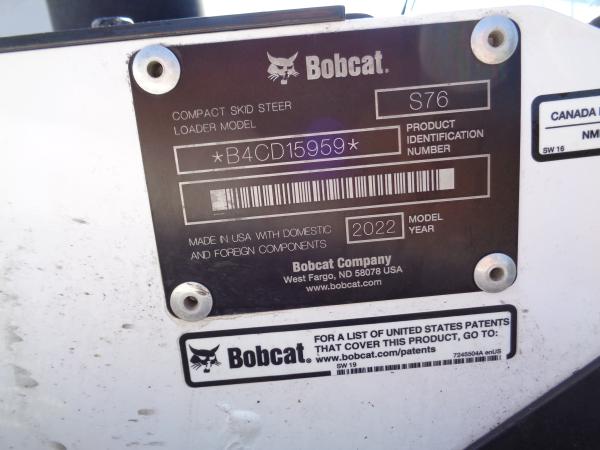 Bobcat.
COMPACT SKID STEER
LOADER MODEL
S76
*B4CD15959*
PRODUCT
IDENTIFICATION
NUMBER
MADE IN USA WITH DOMESTIC
AND FOREIGN COMPONENTS
2022
MODEL
YEAR
Bobcat Company
West Fargo, ND 58078 USA
www.bobcat.com
CANADA
SW 16
Bobcat.
FOR A LIST OF UNITED STATES PATENTS
THAT COVER THIS PRODUCT, GO TO:
www.bobcat.com/patents
7245504A enUS
SW 19